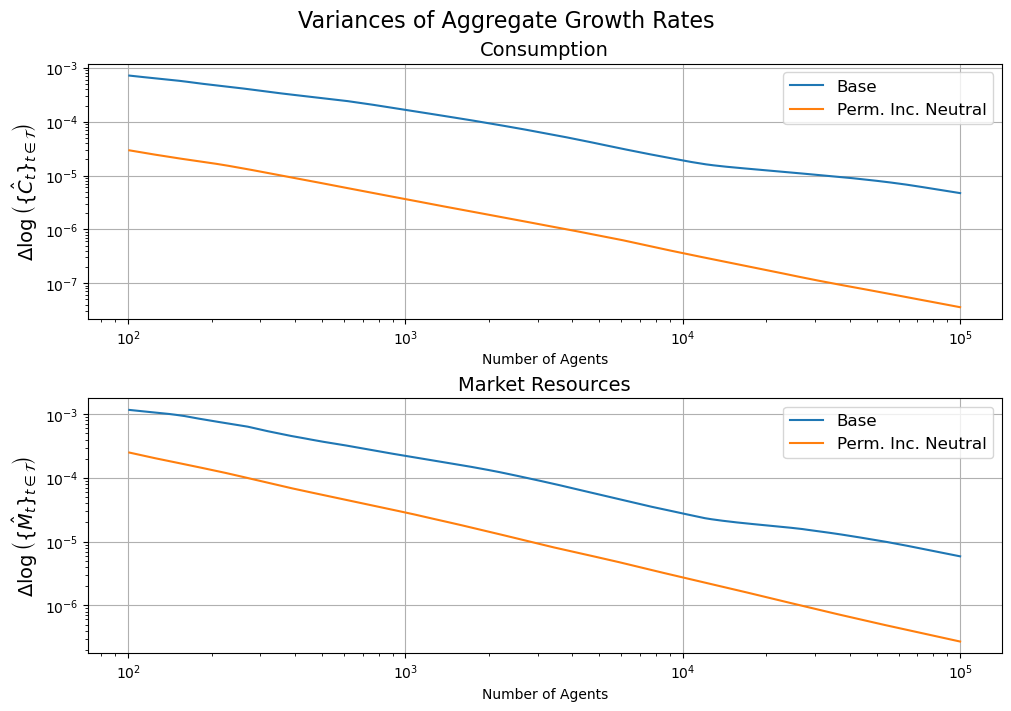 Variances of Aggregate Growth Rates
Consumption
Δlog ({Ĉ_t}_{t∈𝒯})
10^{-3}
10^{-4}
10^{-5}
10^{-6}
10^{-7}
Base
Perm. Inc. Neutral
10^2 10^3 10^4 10^5
Number of Agents
Market Resources
Δlog ({M̂_t}_{t∈𝒯})
10^{-3}
10^{-4}
10^{-5}
10^{-6}
Base
Perm. Inc. Neutral
10^2 10^3 10^4 10^5
Number of Agents